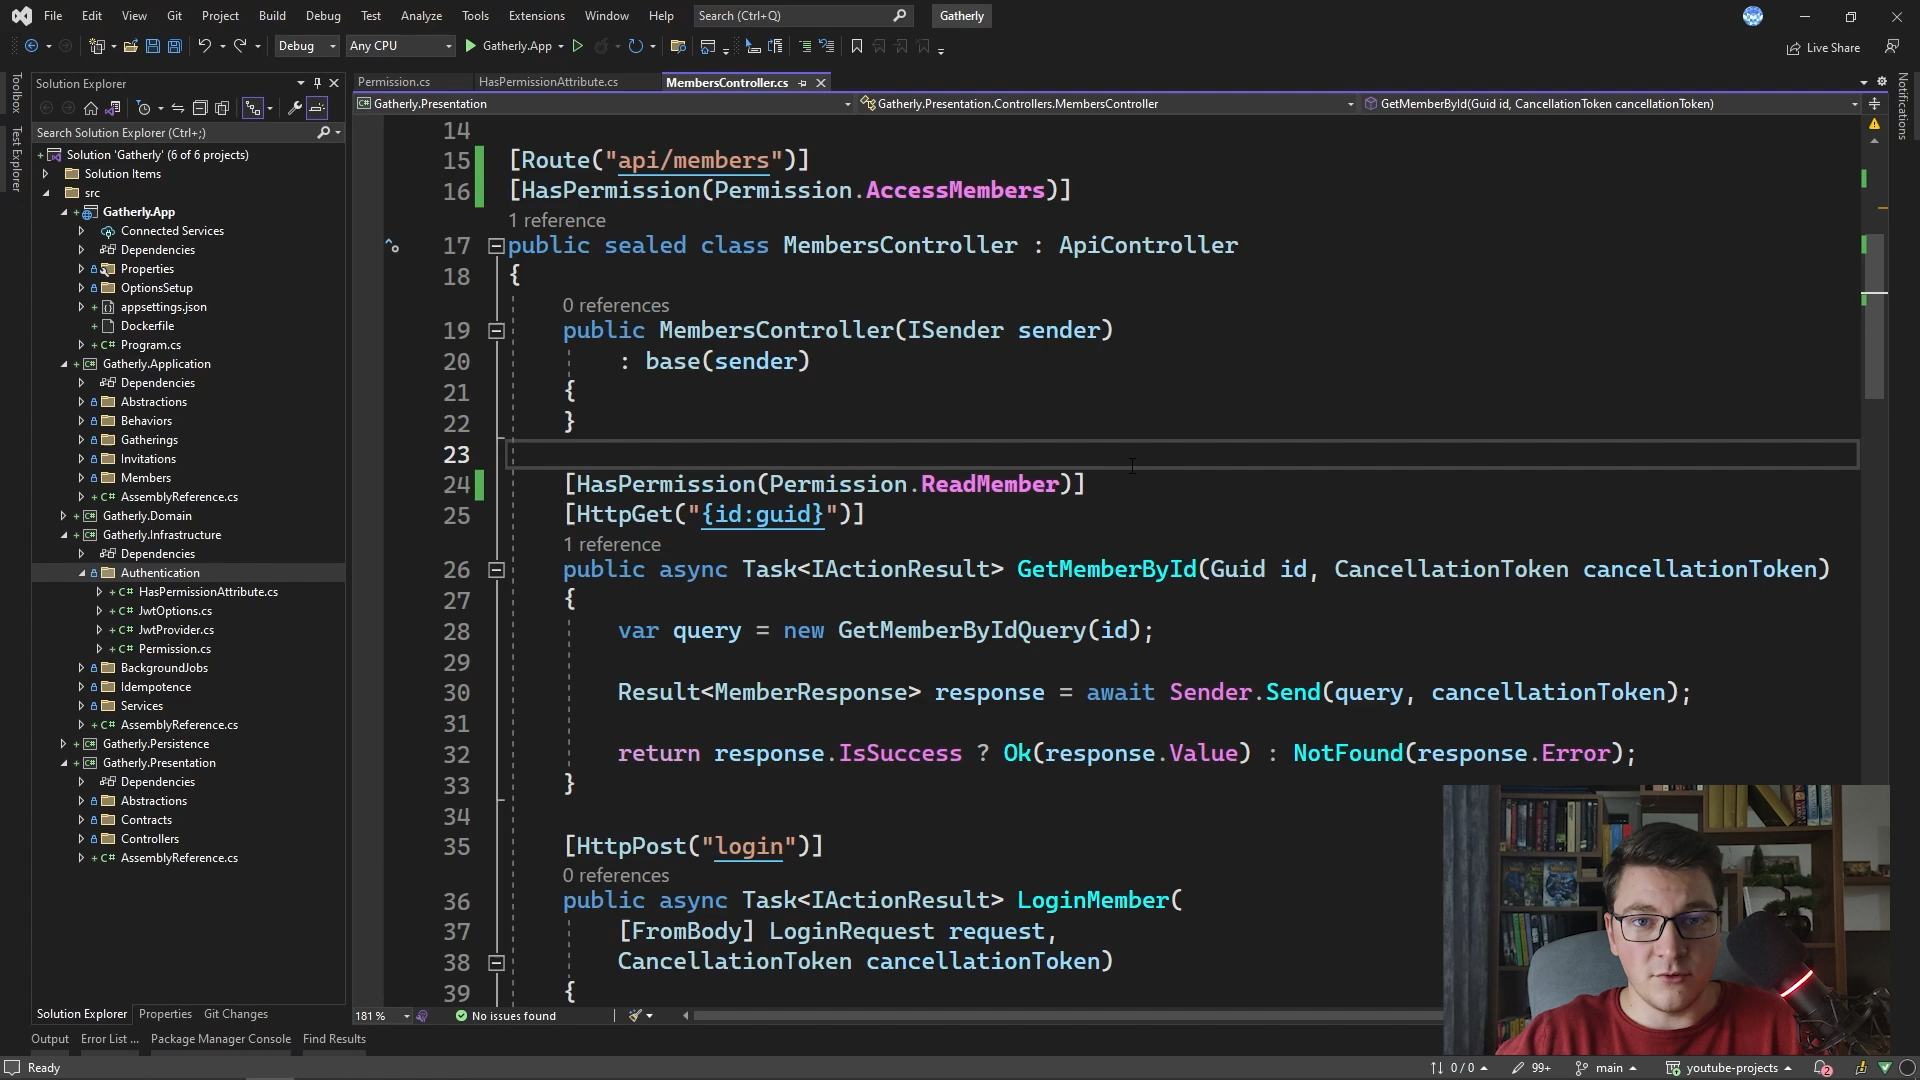 File Edit View Git Project Build Debug Test Analyze Tools Extensions Window Help Search (Ctrl+Q) Gatherly
Debug Any CPU Gatherly.App Live Share
Toolbox
Test Explorer
Notifications
Solution Explorer
Search Solution Explorer (Ctrl+;)
Solution 'Gatherly' (6 of 6 projects)
Solution Items
src
Gatherly.App
Connected Services
Dependencies
Properties
OptionsSetup
appsettings.json
Dockerfile
Program.cs
Gatherly.Application
Dependencies
Abstractions
Behaviors
Gatherings
Invitations
Members
AssemblyReference.cs
Gatherly.Domain
Gatherly.Infrastructure
Dependencies
Authentication
HasPermissionAttribute.cs
JwtOptions.cs
JwtProvider.cs
Permission.cs
BackgroundJobs
Idempotence
Services
AssemblyReference.cs
Gatherly.Persistence
Gatherly.Presentation
Dependencies
Abstractions
Contracts
Controllers
AssemblyReference.cs
Solution Explorer Properties Git Changes
Permission.cs HasPermissionAttribute.cs MembersController.cs
Gatherly.Presentation Gatherly.Presentation.Controllers.MembersController GetMemberById(Guid id, CancellationToken cancellationToken)
14
15 [Route("api/members")]
16 [HasPermission(Permission.AccessMembers)]
1 reference
17 public sealed class MembersController : ApiController
18 {
0 references
19 public MembersController(ISender sender)
20 : base(sender)
21 {
22 }
23
24 [HasPermission(Permission.ReadMember)]
25 [HttpGet("{id:guid}")]
1 reference
26 public async Task<IActionResult> GetMemberById(Guid id, CancellationToken cancellationToken)
27 {
28 var query = new GetMemberByIdQuery(id);
29
30 Result<MemberResponse> response = await Sender.Send(query, cancellationToken);
31
32 return response.IsSuccess ? Ok(response.Value) : NotFound(response.Error);
33 }
34
35 [HttpPost("login")]
0 references
36 public async Task<IActionResult> LoginMember(
37 [FromBody] LoginRequest request,
38 CancellationToken cancellationToken)
39 {
181 % No issues found
Output Error List ... Package Manager Console Find Results
Ready 0 / 0 99+ main youtube-projects 2